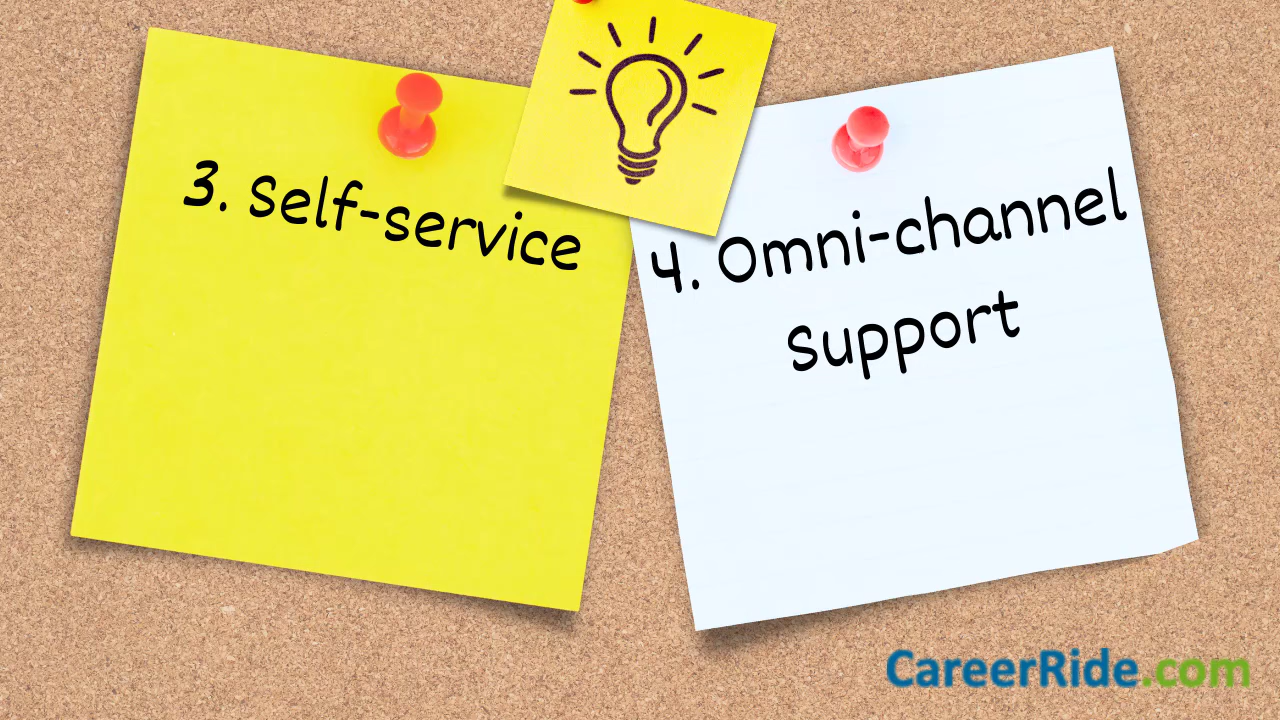 3. Self-service
4. Omni-channel
support
CareerRide.com